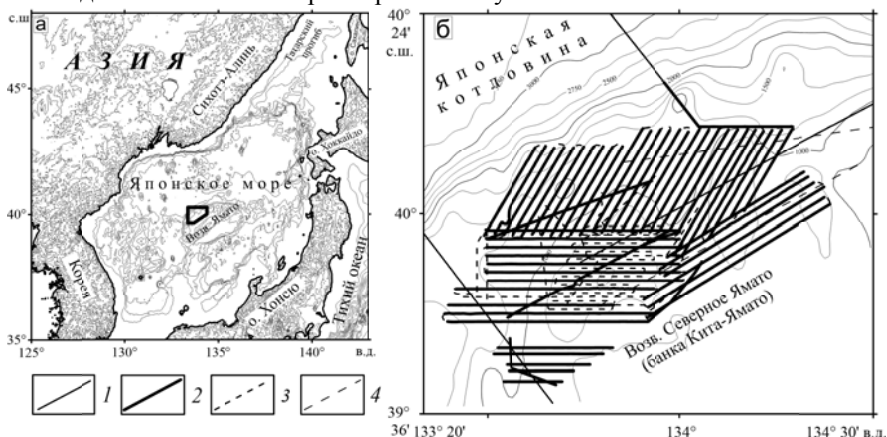 а
с.ш
А З И Я
45°
40°
35°
Сихотэ-Алинь
Татарский
прогиб
о. Хоккайдо
Японское море
Возв. Ямато
Корея
о. Хонсю
Тихий океан
125°
130°
135°
140°
в.д.
1
2
3
4
б
40°
24'
с.ш.
Японская
котловина
3000
2750
2500
2000
1500
1000
40°
Возв. Северное Ямато
(банка Кита-Ямато)
39°
36'
133° 20'
134°
134° 30' в.д.